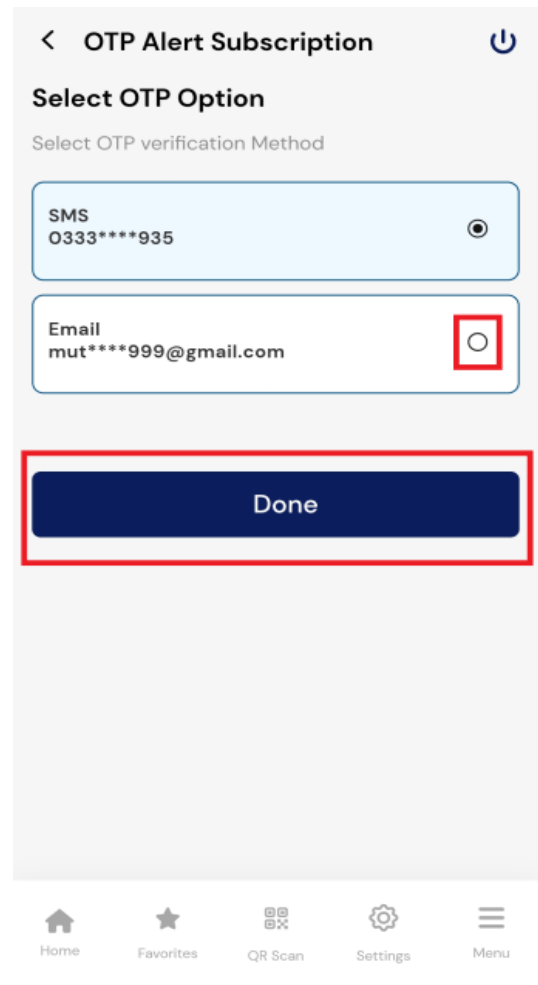 OTP Alert Subscription
Select OTP Option
Select OTP verification Method
SMS
0333****935
Email
mut****999@gmail.com
Done
Home Favorites QR Scan Settings Menu